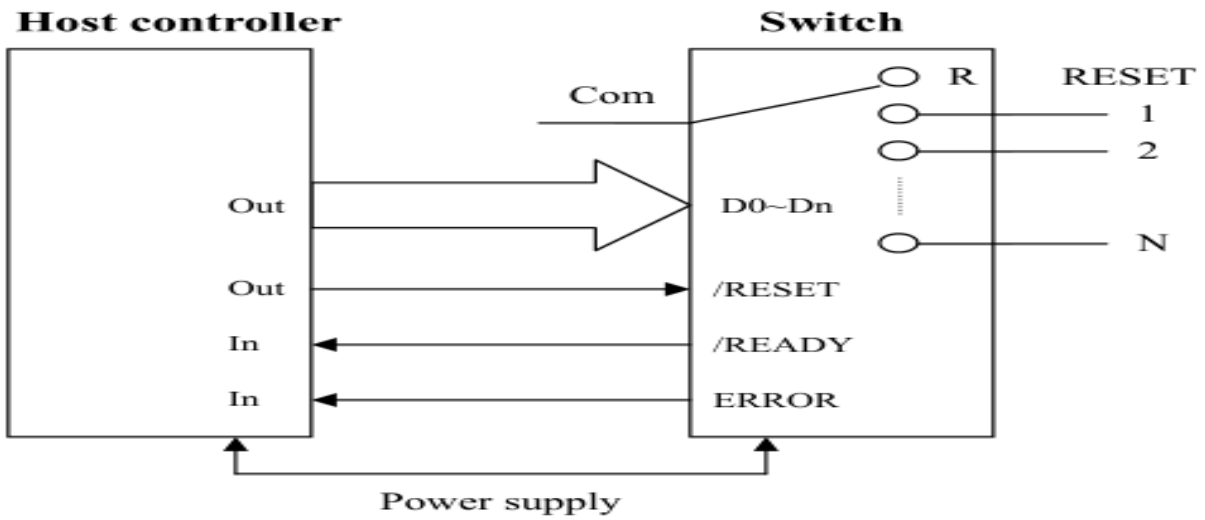 Host controller
Switch
Com
R
RESET
1
2
N
Out
D0~Dn
Out
/RESET
In
/READY
In
ERROR
Power supply